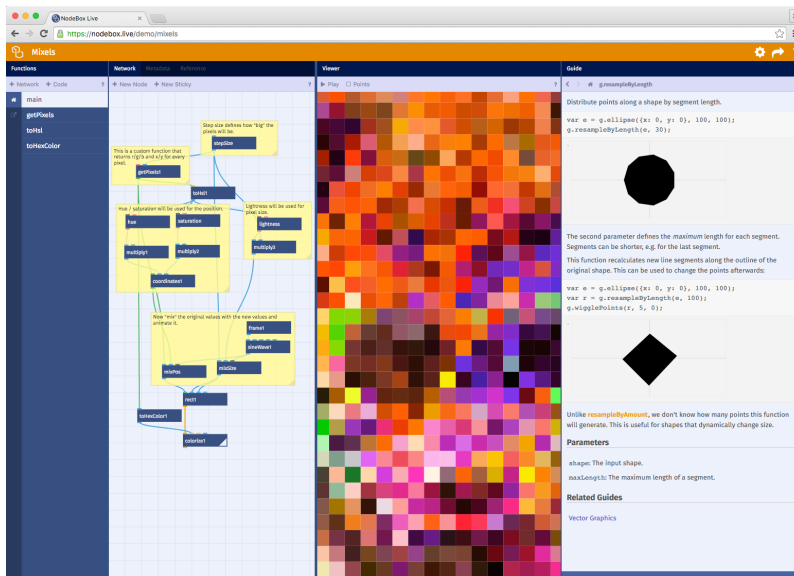 NodeBox Live
https://nodebox.live/demo/mixels
Mixels
Functions
+ Network + Code ?
main
getPixels
toHsl
toHexColor
Network Metadata Reference
+ New Node + New Sticky ?
Step size defines how "big" the
pixels will be.
stepSize
This is a custom function that
returns r/g/b and x/y for every
pixel.
getPixels1
toHsl1
Hue / saturation will be used for the position.
hue
saturation
multiply1
multiply2
coordinates1
Lightness will be used for
pixel size.
lightness
multiply3
Now "mix" the original values with the new values and
animate it.
frame1
sineWave1
mixPos
mixSize
rect1
toHexColor1
colorize1
Viewer
Play Points ?
Guide
g.resampleByLength
Distribute points along a shape by segment length.
var e = g.ellipse({x: 0, y: 0}, 100, 100);
g.resampleByLength(e, 30);
The second parameter defines the maximum length for each segment.
Segments can be shorter, e.g. for the last segment.
This function recalculates new line segments along the outline of the
original shape. This can be used to change the points afterwards:
var e = g.ellipse({x: 0, y: 0}, 100, 100);
var r = g.resampleByLength(e, 100);
g.wigglePoints(r, 5, 0);
Unlike resampleByAmount, we don't know how many points this function
will generate. This is useful for shapes that dynamically change size.
Parameters
shape: The input shape.
maxLength: The maximum length of a segment.
Related Guides
Vector Graphics